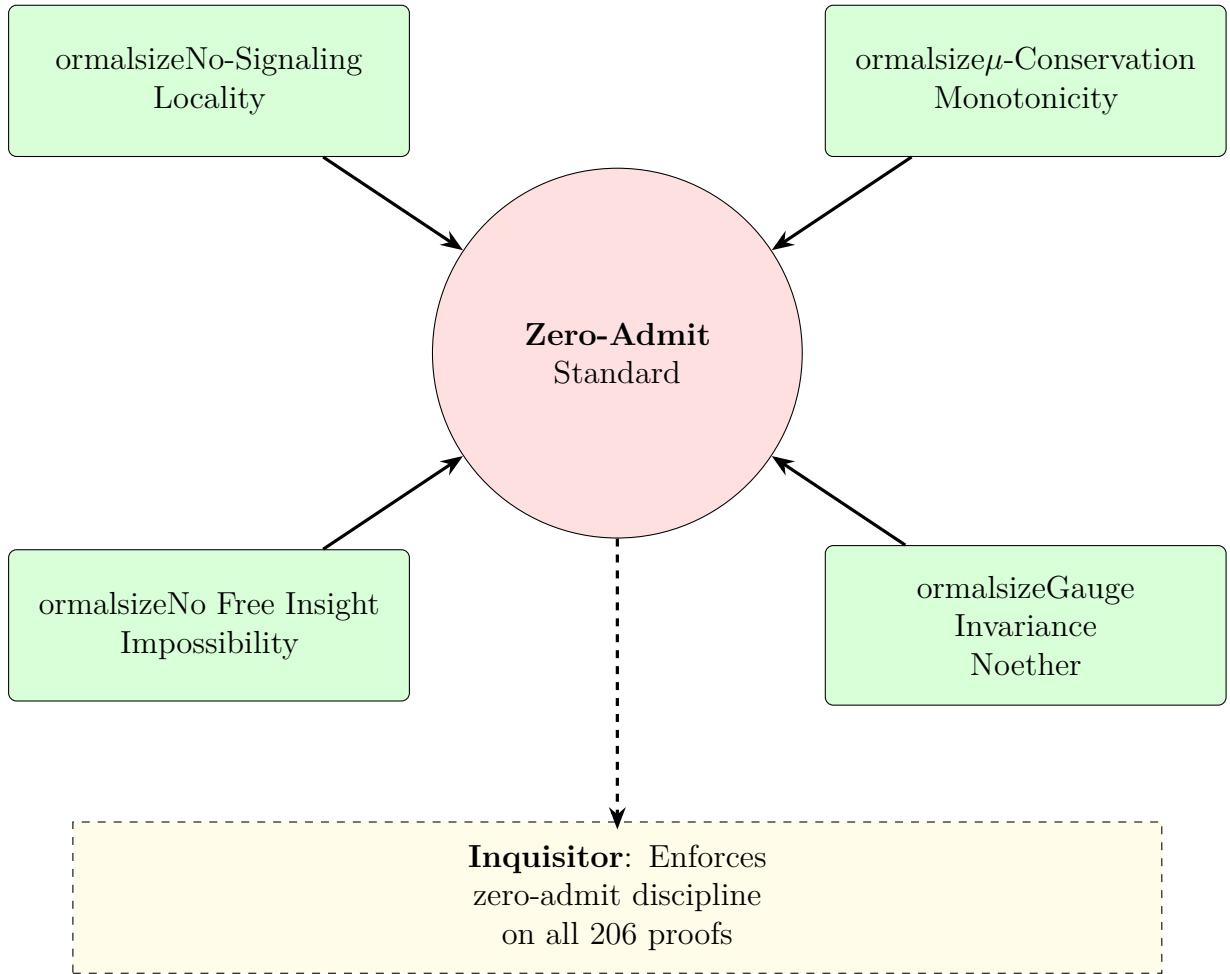 ormalsizeNo-Signaling
Locality
ormalsizeμ-Conservation
Monotonicity
Zero-Admit
Standard
ormalsizeNo Free Insight
Impossibility
ormalsizeGauge
Invariance
Noether
Inquisitor: Enforces
zero-admit discipline
on all 206 proofs